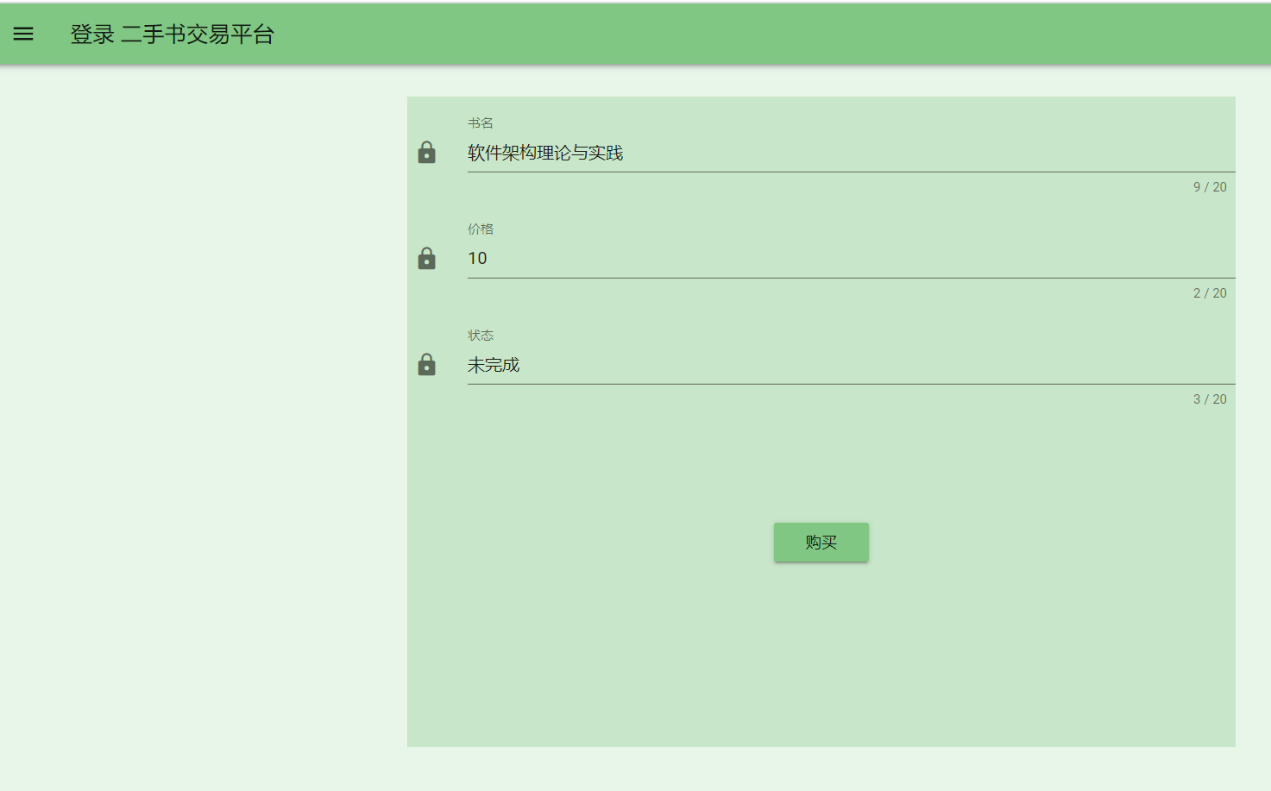 登录 二手书交易平台
书名
软件架构理论与实践
9 / 20
价格
10
2 / 20
状态
未完成
3 / 20
购买